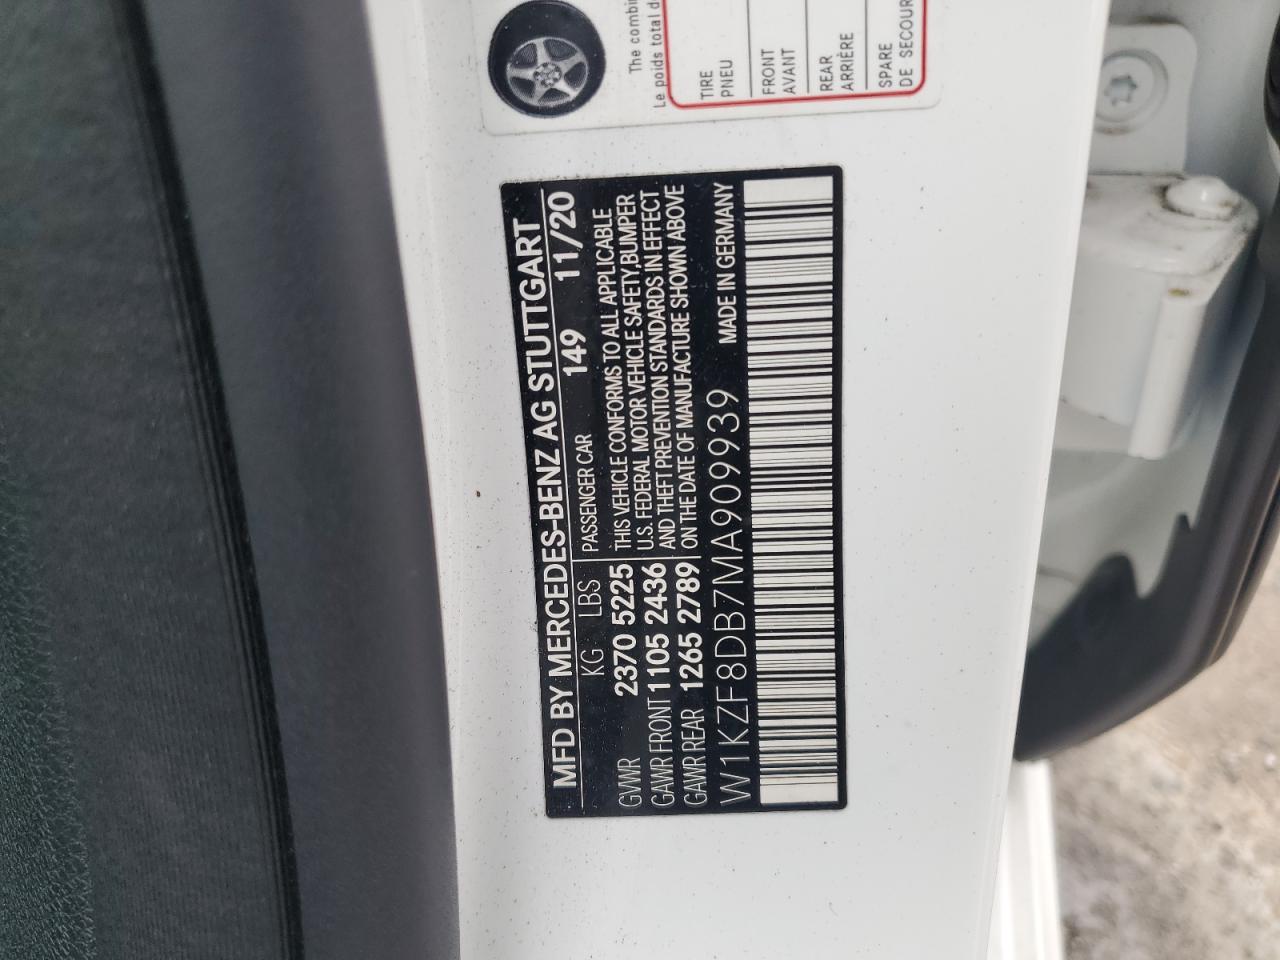 The combi
Le poids total d
TIRE
PNEU
FRONT
AVANT
REAR
ARRIÈRE
SPARE
DE SECOUR
MFD BY MERCEDES-BENZ AG STUTTGART
KG LBS PASSENGER CAR 149 11/20
GVWR 2370 5225 THIS VEHICLE CONFORMS TO ALL APPLICABLE
U.S. FEDERAL MOTOR VEHICLE SAFETY,BUMPER
GAWR FRONT 1105 2436 AND THEFT PREVENTION STANDARDS IN EFFECT
GAWR REAR 1265 2789 ON THE DATE OF MANUFACTURE SHOWN ABOVE
W1KZF8DB7MA909939 MADE IN GERMANY